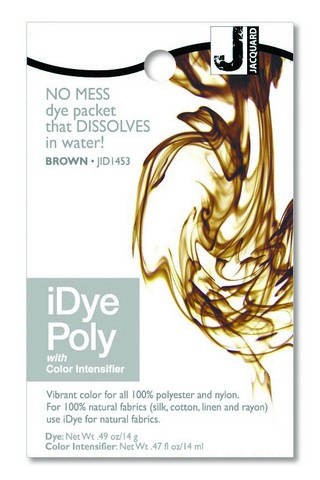 JACQUARD
NO MESS
dye packet
that DISSOLVES
in water!
BROWN • JID1453
iDye
Poly
with
Color Intensifier
Vibrant color for all 100% polyester and nylon.
For 100% natural fabrics (silk, cotton, linen and rayon)
use iDye for natural fabrics.
Dye: Net Wt .49 oz/14 g
Color Intensifier: Net Wt .47 fl oz/14 ml